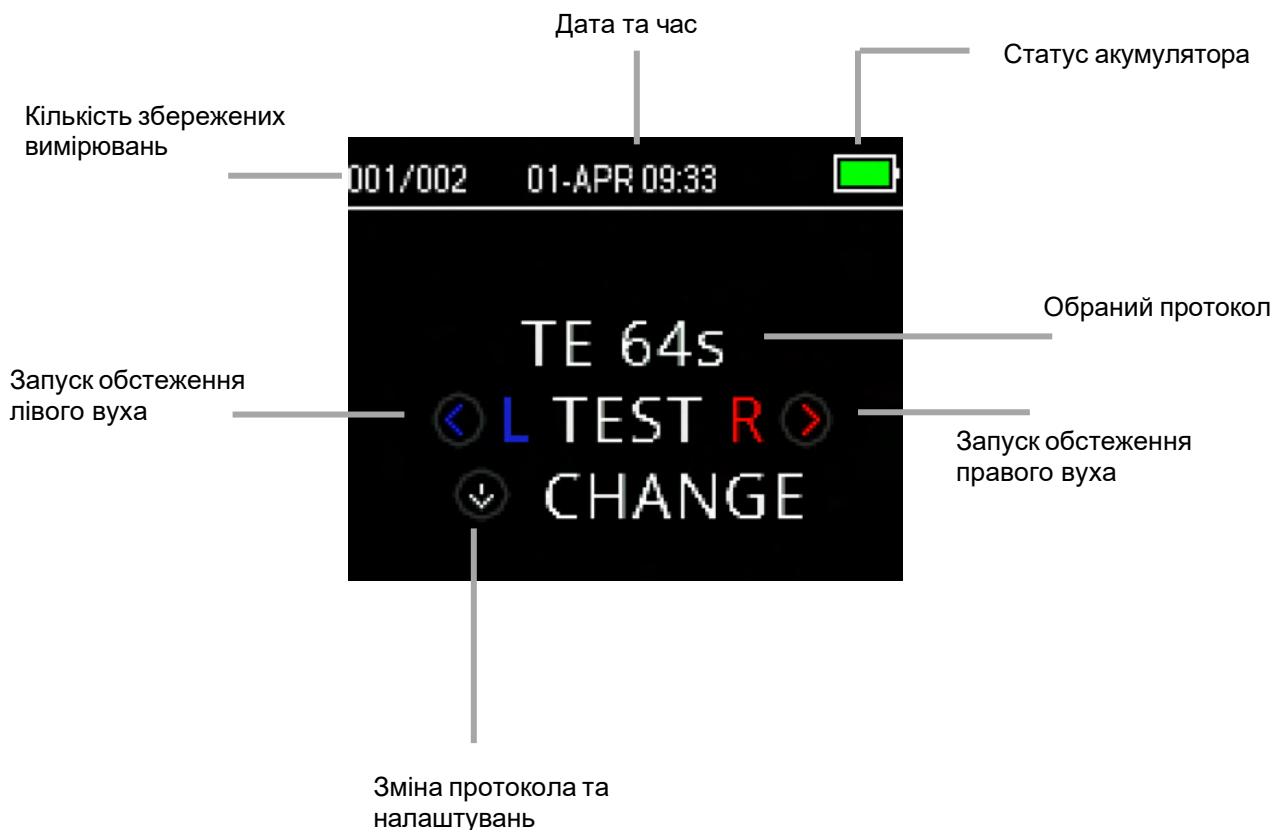 Дата та час
Статус акумулятора
Кількість збережених
вимірювань
001/002 01-APR 09:33
Обраний протокол
TE 64s
Запуск обстеження
лівого вуха
L TEST R
Запуск обстеження
правого вуха
CHANGE
Зміна протокола та
налаштувань